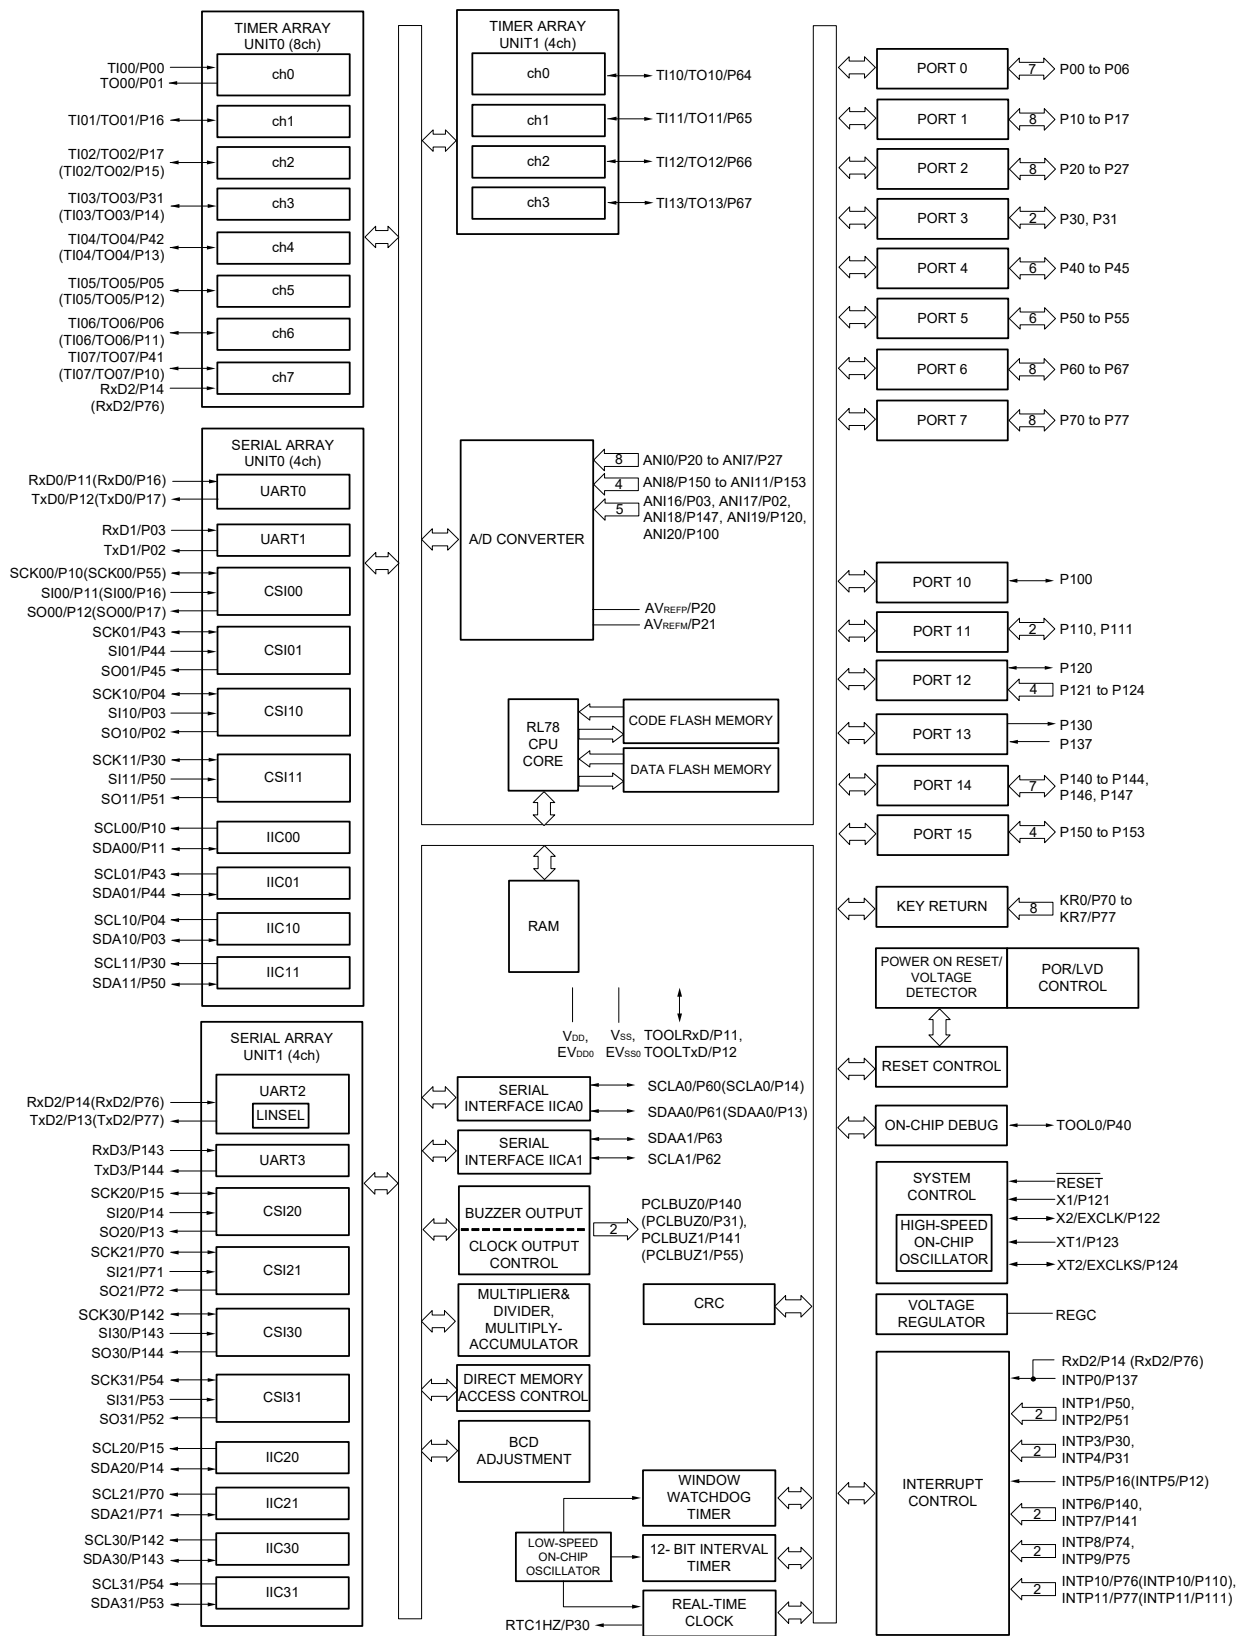 TIMER ARRAY
UNIT0 (8ch)
TI00/P00
TO00/P01
ch0
TI01/TO01/P16
ch1
TI02/TO02/P17
(TI02/TO02/P15)
ch2
TI03/TO03/P31
(TI03/TO03/P14)
ch3
TI04/TO04/P42
(TI04/TO04/P13)
ch4
TI05/TO05/P05
(TI05/TO05/P12)
ch5
TI06/TO06/P06
(TI06/TO06/P11)
ch6
TI07/TO07/P41
(TI07/TO07/P10)
RxD2/P14
(RxD2/P76)
ch7
SERIAL ARRAY
UNIT0 (4ch)
RxD0/P11(RxD0/P16)
TxD0/P12(TxD0/P17)
UART0
RxD1/P03
TxD1/P02
UART1
SCK00/P10(SCK00/P55)
SI00/P11(SI00/P16)
SO00/P12(SO00/P17)
CSI00
SCK01/P43
SI01/P44
SO01/P45
CSI01
SCK10/P04
SI10/P03
SO10/P02
CSI10
SCK11/P30
SI11/P50
SO11/P51
CSI11
SCL00/P10
SDA00/P11
IIC00
SCL01/P43
SDA01/P44
IIC01
SCL10/P04
SDA10/P03
IIC10
SCL11/P30
SDA11/P50
IIC11
SERIAL ARRAY
UNIT1 (4ch)
RxD2/P14(RxD2/P76)
TxD2/P13(TxD2/P77)
UART2
LINSEL
RxD3/P143
TxD3/P144
UART3
SCK20/P15
SI20/P14
SO20/P13
CSI20
SCK21/P70
SI21/P71
SO21/P72
CSI21
SCK30/P142
SI30/P143
SO30/P144
CSI30
SCK31/P54
SI31/P53
SO31/P52
CSI31
SCL20/P15
SDA20/P14
IIC20
SCL21/P70
SDA21/P71
IIC21
SCL30/P142
SDA30/P143
IIC30
SCL31/P54
SDA31/P53
IIC31
TIMER ARRAY
UNIT1 (4ch)
ch0
TI10/TO10/P64
ch1
TI11/TO11/P65
ch2
TI12/TO12/P66
ch3
TI13/TO13/P67
A/D CONVERTER
8
ANI0/P20 to ANI7/P27
4
ANI8/P150 to ANI11/P153
5
ANI16/P03, ANI17/P02,
ANI18/P147, ANI19/P120,
ANI20/P100
AVREFP/P20
AVREFM/P21
RL78
CPU
CORE
CODE FLASH MEMORY
DATA FLASH MEMORY
RAM
VDD,
EVDD0
VSS,
EVSS0
TOOLRxD/P11,
TOOLTxD/P12
SERIAL
INTERFACE IICA0
SCLA0/P60(SCLA0/P14)
SDAA0/P61(SDAA0/P13)
SERIAL
INTERFACE IICA1
SDAA1/P63
SCLA1/P62
BUZZER OUTPUT
CLOCK OUTPUT
CONTROL
2
PCLBUZ0/P140
(PCLBUZ0/P31),
PCLBUZ1/P141
(PCLBUZ1/P55)
MULTIPLIER&
DIVIDER,
MULITIPLY-
ACCUMULATOR
CRC
DIRECT MEMORY
ACCESS CONTROL
BCD
ADJUSTMENT
WINDOW
WATCHDOG
TIMER
LOW-SPEED
ON-CHIP
OSCILLATOR
12- BIT INTERVAL
TIMER
REAL-TIME
CLOCK
RTC1HZ/P30
PORT 0
7
P00 to P06
PORT 1
8
P10 to P17
PORT 2
8
P20 to P27
PORT 3
2
P30, P31
PORT 4
6
P40 to P45
PORT 5
6
P50 to P55
PORT 6
8
P60 to P67
PORT 7
8
P70 to P77
PORT 10
P100
PORT 11
2
P110, P111
PORT 12
P120
4
P121 to P124
PORT 13
P130
P137
PORT 14
7
P140 to P144,
P146, P147
PORT 15
4
P150 to P153
KEY RETURN
8
KR0/P70 to
KR7/P77
POWER ON RESET/
VOLTAGE
DETECTOR
POR/LVD
CONTROL
RESET CONTROL
ON-CHIP DEBUG
TOOL0/P40
SYSTEM
CONTROL
HIGH-SPEED
ON-CHIP
OSCILLATOR
RESET
X1/P121
X2/EXCLK/P122
XT1/P123
XT2/EXCLKS/P124
VOLTAGE
REGULATOR
REGC
INTERRUPT
CONTROL
RxD2/P14 (RxD2/P76)
INTP0/P137
2
INTP1/P50,
INTP2/P51
2
INTP3/P30,
INTP4/P31
INTP5/P16(INTP5/P12)
2
INTP6/P140,
INTP7/P141
2
INTP8/P74,
INTP9/P75
2
INTP10/P76(INTP10/P110),
INTP11/P77(INTP11/P111)